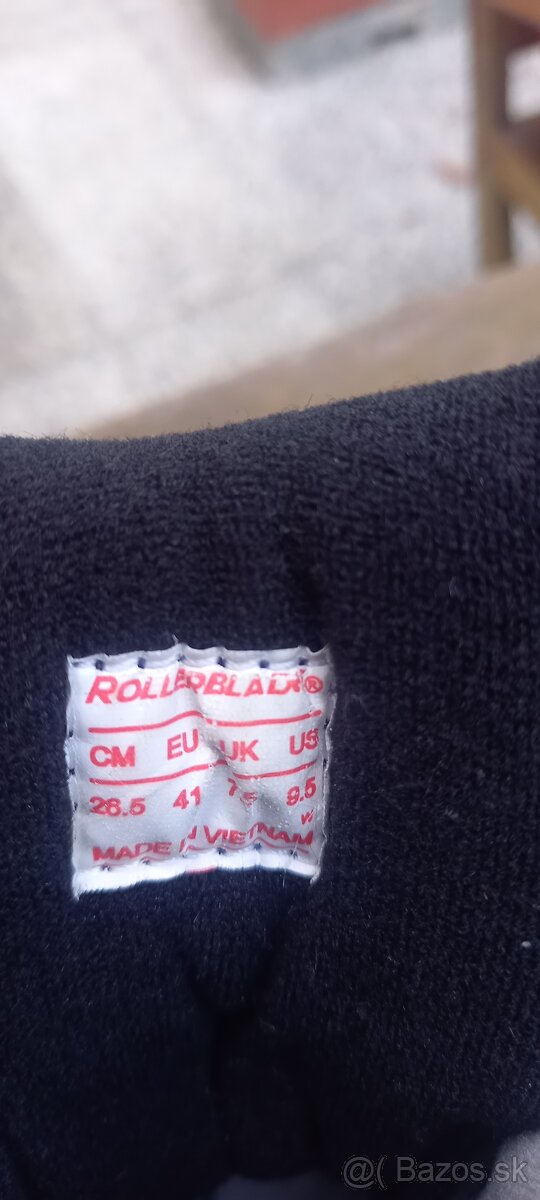 ROLLERBLADE®
CM EU UK US
26.5 41 9.5
W
MADE IN VIETNAM
@( Bazos.sk